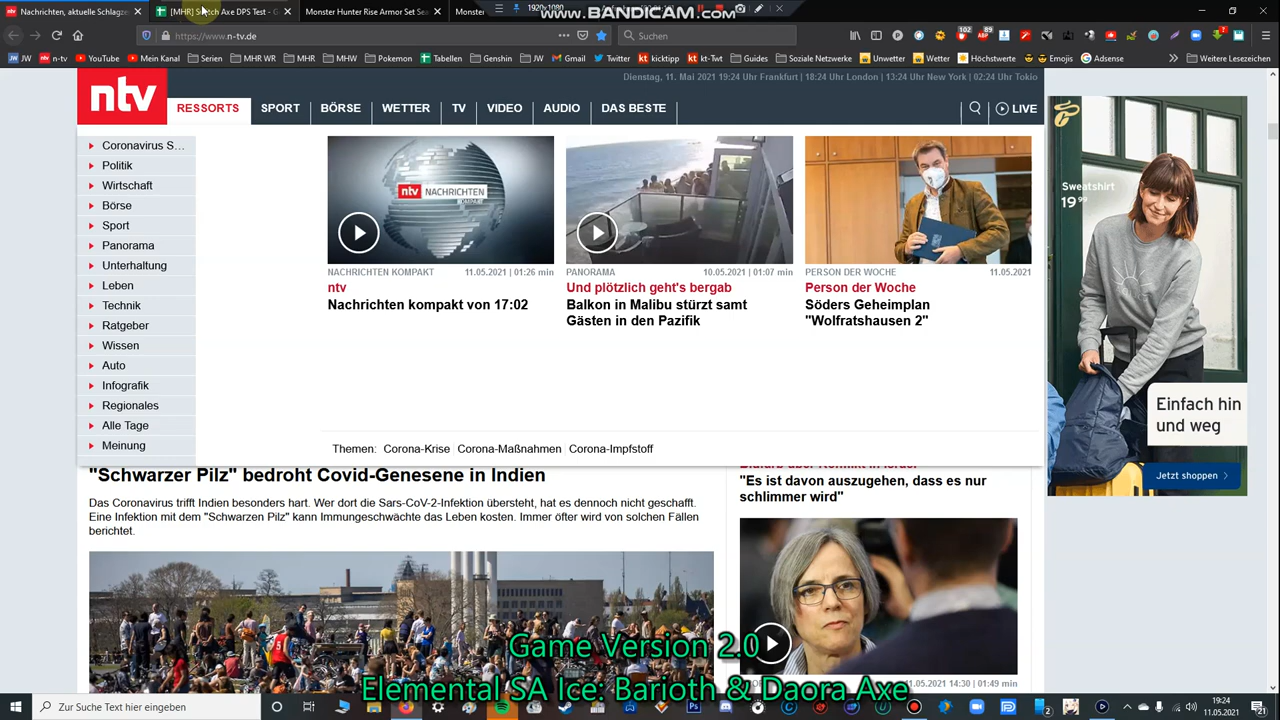 Nachrichten, aktuelle Schlagz
[MHR] Switch Axe DPS Test - G
Monster Hunter Rise Armor Set Sea
Monster
1920x1080
WWW.BANDICAM.COM
https://www.n-tv.de
Suchen
102
89
JW
n-tv
YouTube
Mein Kanal
Serien
MHR WR
MHR
MHW
Pokemon
Tabellen
Genshin
JW
Gmail
Twitter
kicktipp
kt-Twt
Guides
Soziale Netzwerke
Unwetter
Wetter
Höchstwerte
Emojis
Adsense
Weitere Lesezeichen
Dienstag, 11. Mai 2021 19:24 Uhr Frankfurt | 18:24 Uhr London | 13:24 Uhr New York | 02:24 Uhr Tokio
ntv
RESSORTS
SPORT
BÖRSE
WETTER
TV
VIDEO
AUDIO
DAS BESTE
LIVE
Coronavirus S...
Politik
Wirtschaft
Börse
Sport
Panorama
Unterhaltung
Leben
Technik
Ratgeber
Wissen
Auto
Infografik
Regionales
Alle Tage
Meinung
ntv NACHRICHTEN
KOMPAKT
NACHRICHTEN KOMPAKT 11.05.2021 | 01:26 min
ntv
Nachrichten kompakt von 17:02
PANORAMA 10.05.2021 | 01:07 min
Und plötzlich geht's bergab
Balkon in Malibu stürzt samt
Gästen in den Pazifik
PERSON DER WOCHE 11.05.2021
Person der Woche
Söders Geheimplan
"Wolfratshausen 2"
Themen: Corona-Krise Corona-Maßnahmen Corona-Impfstoff
"Schwarzer Pilz" bedroht Covid-Genesene in Indien
Das Coronavirus trifft Indien besonders hart. Wer dort die Sars-CoV-2-Infektion übersteht, hat es dennoch nicht geschafft.
Eine Infektion mit dem "Schwarzen Pilz" kann Immungeschwächte das Leben kosten. Immer öfter wird von solchen Fällen
berichtet.
"Es ist davon auszugehen, dass es nur
schlimmer wird"
11.05.2021 14:30 | 01:49 min
Sweatshirt
19 99
Einfach hin
und weg
Jetzt shoppen
Game Version 2.0
Elemental SA Ice: Barioth & Daora Axe
Zur Suche Text hier eingeben
19:24
11.05.2021
21